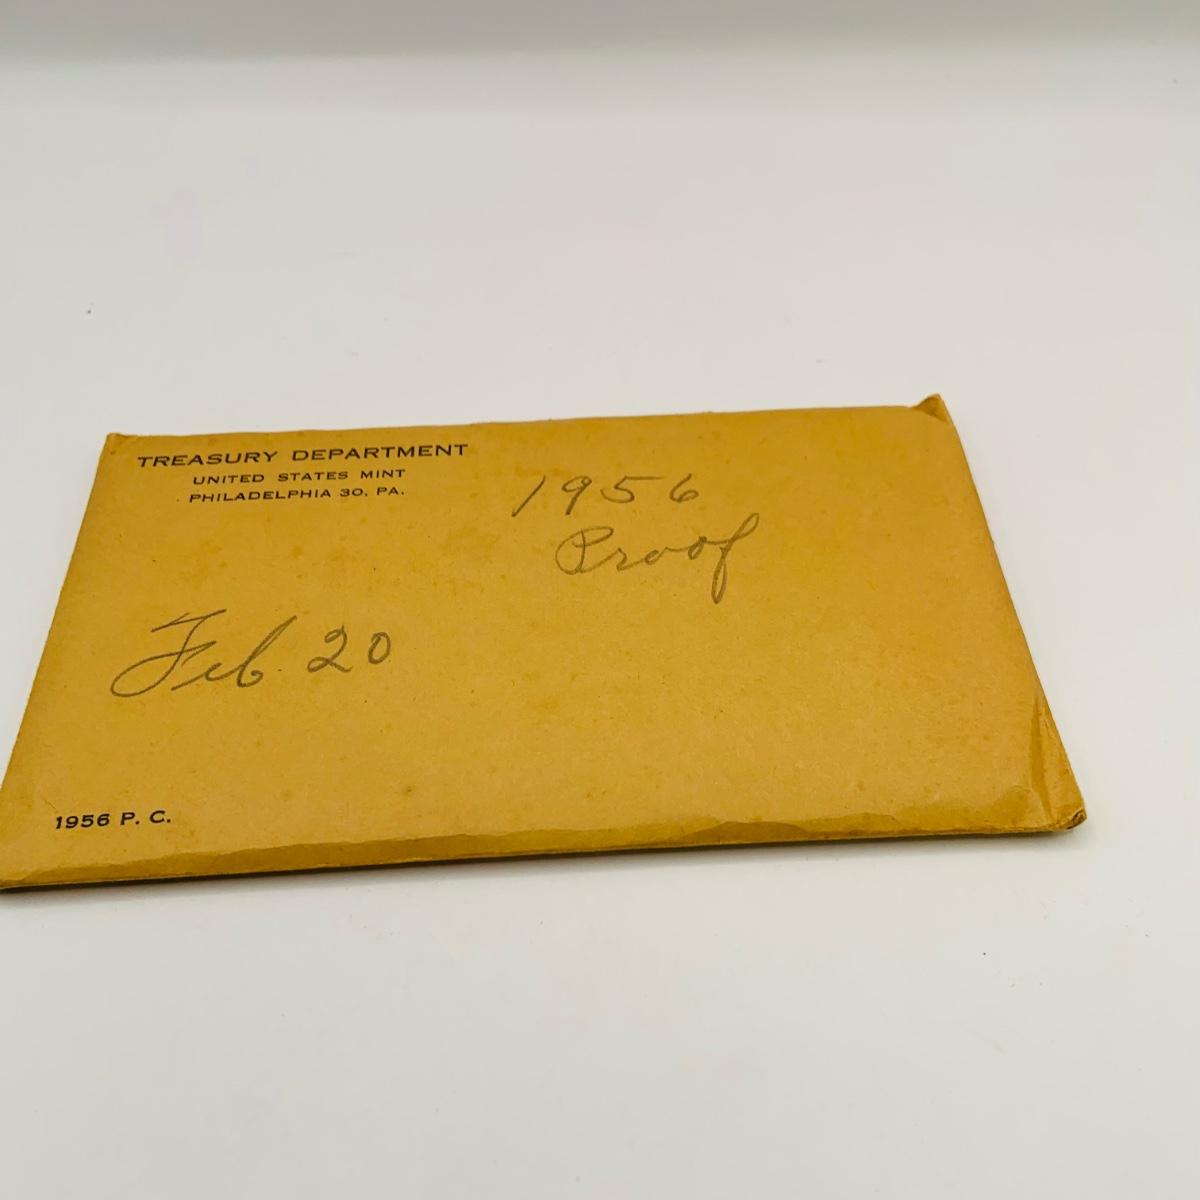 TREASURY DEPARTMENT
UNITED STATES MINT
PHILADELPHIA 30, PA.
1956
Proof
Feb. 20
1956 P. C.